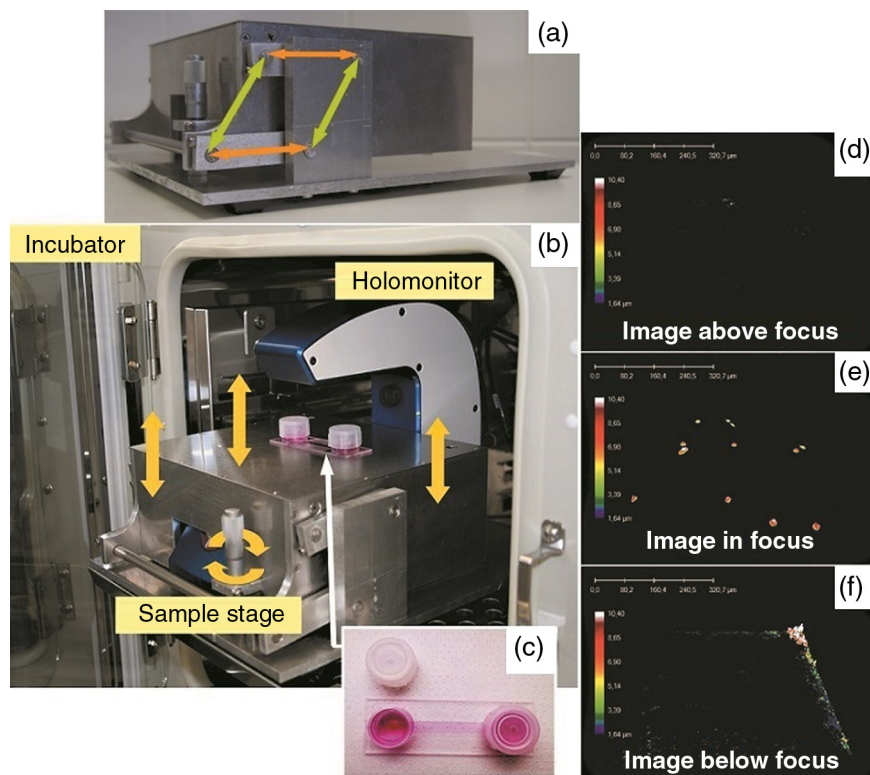 (a)
(b)
Incubator
Holomonitor
Sample stage
(c)
(d)
0,0 80,2 160,4 240,5 320,7 µm
10,40
8,65
6,90
5,14
3,39
1,64 µm
Image above focus
(e)
0,0 80,2 160,4 240,5 320,7 µm
10,40
8,65
6,90
5,14
3,39
1,64 µm
Image in focus
(f)
0,0 80,2 160,4 240,5 320,7 µm
10,40
8,65
6,90
5,14
3,39
1,64 µm
Image below focus